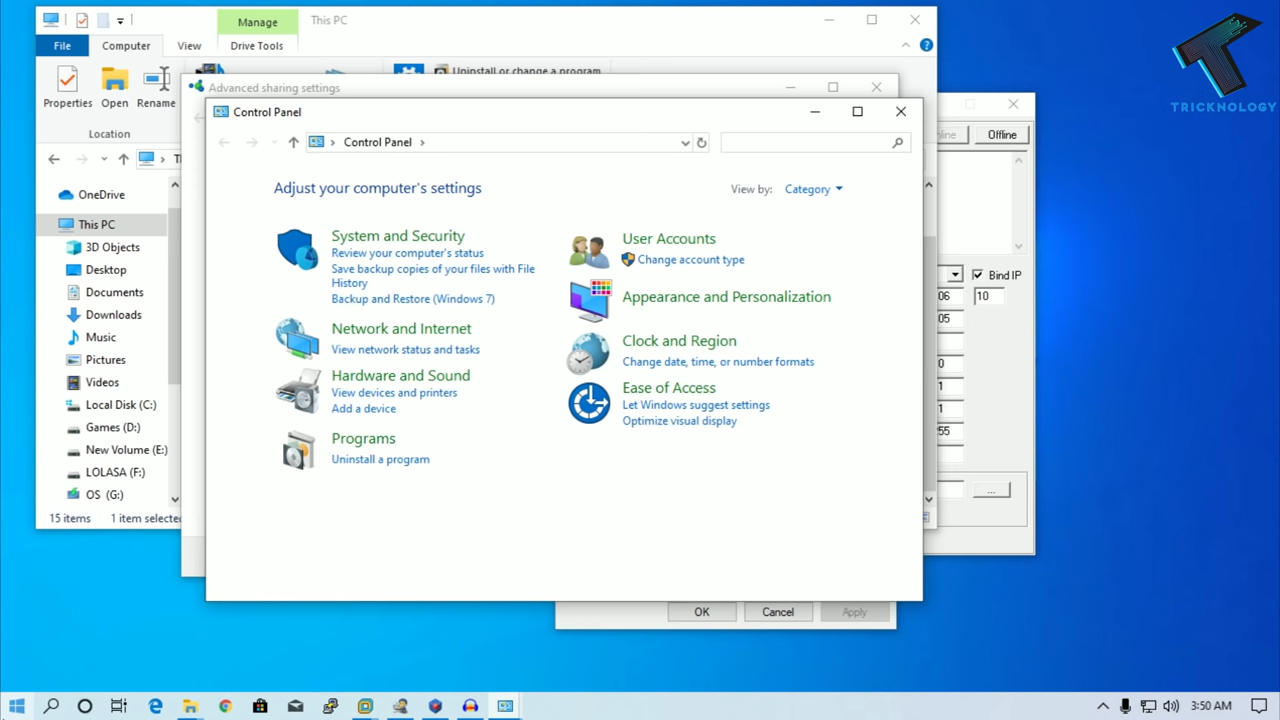 Manage
This PC
File
Computer
View
Drive Tools
Properties
Open
Rename
Location
Uninstall or change a program
OneDrive
This PC
3D Objects
Desktop
Documents
Downloads
Music
Pictures
Videos
Local Disk (C:)
Games (D:)
New Volume (E:)
LOLASA (F:)
OS (G:)
15 items
1 item selected
Advanced sharing settings
Control Panel
Control Panel
Adjust your computer's settings
View by:
Category
System and Security
Review your computer's status
Save backup copies of your files with File
History
Backup and Restore (Windows 7)
Network and Internet
View network status and tasks
Hardware and Sound
View devices and printers
Add a device
Programs
Uninstall a program
User Accounts
Change account type
Appearance and Personalization
Clock and Region
Change date, time, or number formats
Ease of Access
Let Windows suggest settings
Optimize visual display
TRICKNOLOGY
Offline
Bind IP
06
10
05
0
1
1
55
...
OK
Cancel
Apply
3:50 AM